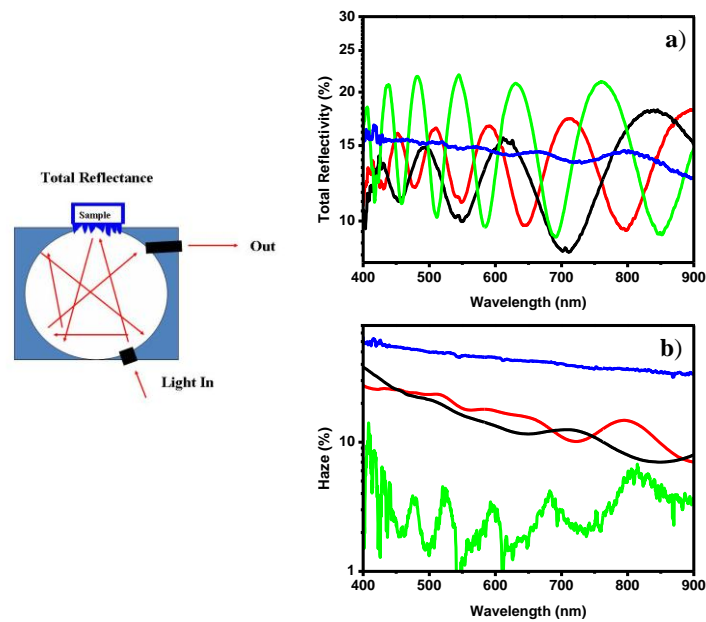 Total Reflectance
Sample
Out
Light In
a)
Total Reflectivity (%)
30
25
20
15
10
400 500 600 700 800 900
Wavelength (nm)
b)
Haze (%)
10
1
400 500 600 700 800 900
Wavelength (nm)